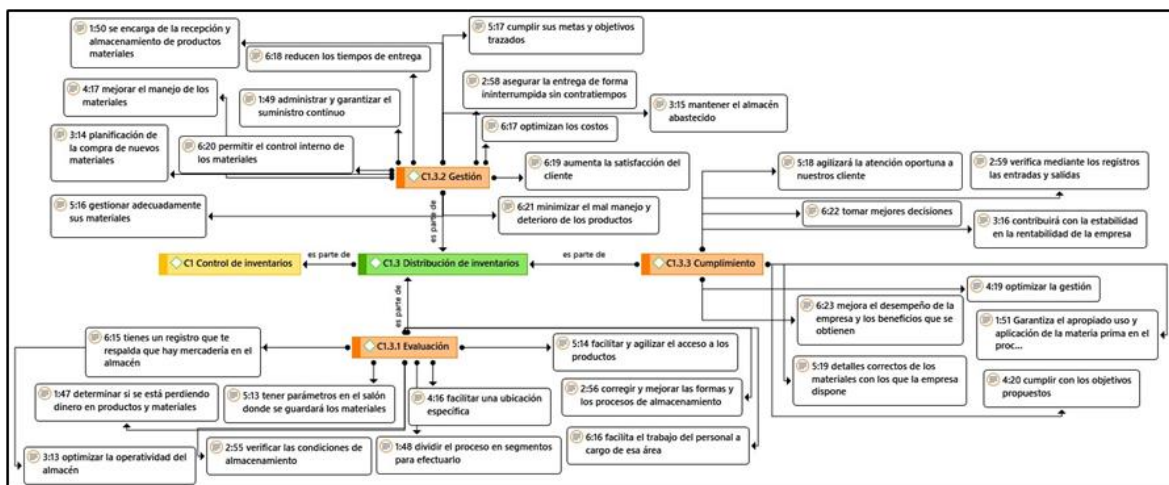 1:50 se encarga de la recepción y
almacenamiento de productos
materiales
5:17 cumplir sus metas y objetivos
trazados
6:18 reducen los tiempos de entrega
4:17 mejorar el manejo de los
materiales
1:49 administrar y garantizar el
suministro contínuo
2:58 asegurar la entrega de forma
ininterrumpida sin contratiempos
3:15 mantener el almacén
abastecido
3:14 planificación de
la compra de nuevos
materiales
6:20 permitir el control interno de
los materiales
6:17 optimizan los costos
C1.3.2 Gestión
6:19 aumenta la satisfacción del
cliente
5:18 agilizará la atención oportuna a
nuestros cliente
2:59 verifica mediante los registros
las entradas y salidas
5:16 gestionar adecuadamente
sus materiales
es parte de
6:21 minimizar el mal manejo y
deterioro de los productos
6:22 tomar mejores decisiones
3:16 contribuirá con la estabilidad
en la rentabilidad de la empresa
C1 Control de inventarios
es parte de
C1.3 Distribución de inventarios
es parte de
C1.3.3 Cumplimiento
es parte de
4:19 optimizar la gestión
6:23 mejora el desempeño de la
empresa y los beneficios que se
obtienen
1:51 Garantiza el apropiado uso y
aplicación de la materia prima en el
proc...
6:15 tienes un registro que te
respalda que hay mercadería en el
almacén
C1.3.1 Evaluación
5:14 facilitar y agilizar el acceso a los
productos
5:19 detalles correctos de los
materiales con los que la empresa
dispone
4:20 cumplir con los objetivos
propuestos
1:47 determinar si se está perdiendo
dinero en productos y materiales
5:13 tener parámetros en el salón
donde se guardará los materiales
4:16 facilitar una ubicación
específica
2:56 corregir y mejorar las formas y
los procesos de almacenamiento
3:13 optimizar la operatividad del
almacén
2:55 verificar las condiciones de
almacenamiento
1:48 dividir el proceso en segmentos
para efectuario
6:16 facilita el trabajo del personal a
cargo de esa área